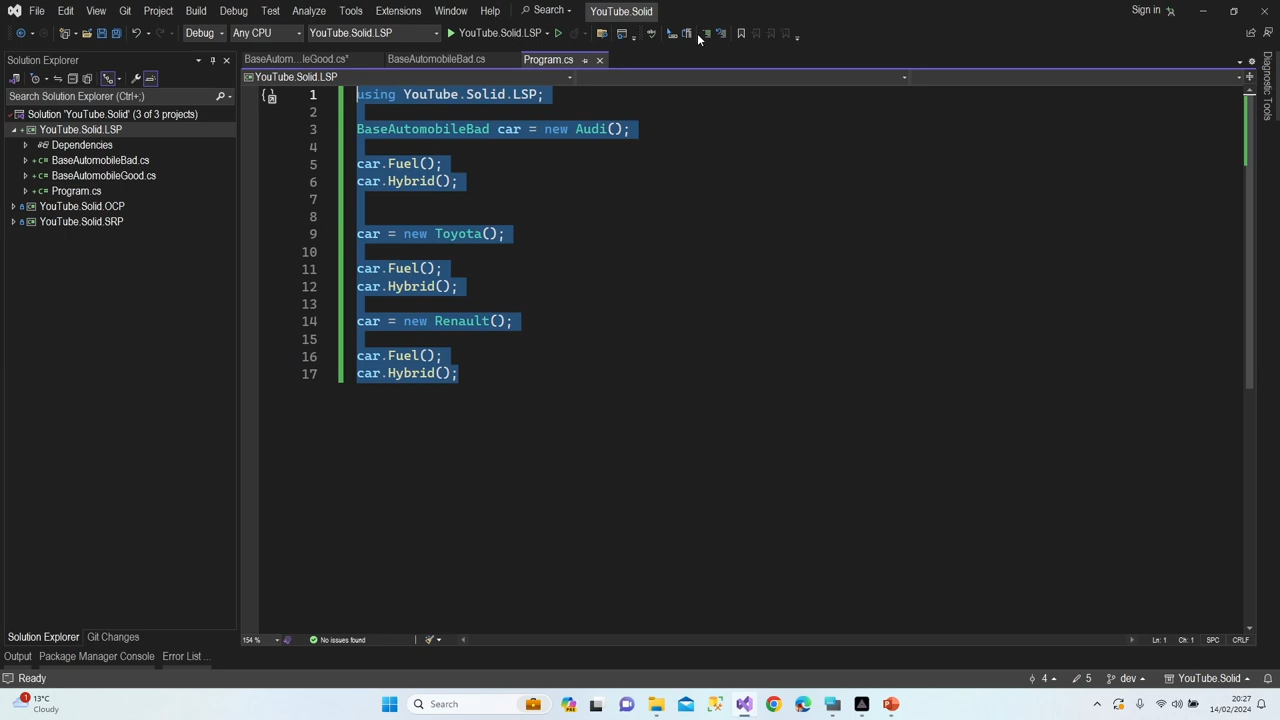 File Edit View Git Project Build Debug Test Analyze Tools Extensions Window Help Search YouTube.Solid Sign in
Debug Any CPU YouTube.Solid.LSP YouTube.Solid.LSP
Solution Explorer
BaseAutom...leGood.cs* BaseAutomobileBad.cs Program.cs
YouTube.Solid.LSP
Search Solution Explorer (Ctrl+;)
Solution 'YouTube.Solid' (3 of 3 projects)
YouTube.Solid.LSP
Dependencies
BaseAutomobileBad.cs
BaseAutomobileGood.cs
Program.cs
YouTube.Solid.OCP
YouTube.Solid.SRP
1 using YouTube.Solid.LSP;
2
3 BaseAutomobileBad car = new Audi();
4
5 car.Fuel();
6 car.Hybrid();
7
8
9 car = new Toyota();
10
11 car.Fuel();
12 car.Hybrid();
13
14 car = new Renault();
15
16 car.Fuel();
17 car.Hybrid();
Diagnostic Tools
Solution Explorer Git Changes
154 % No issues found Ln: 1 Ch: 1 SPC CRLF
Output Package Manager Console Error List ...
Ready 4 5 dev YouTube.Solid
1 13°C
Cloudy
Search
20:27
14/02/2024